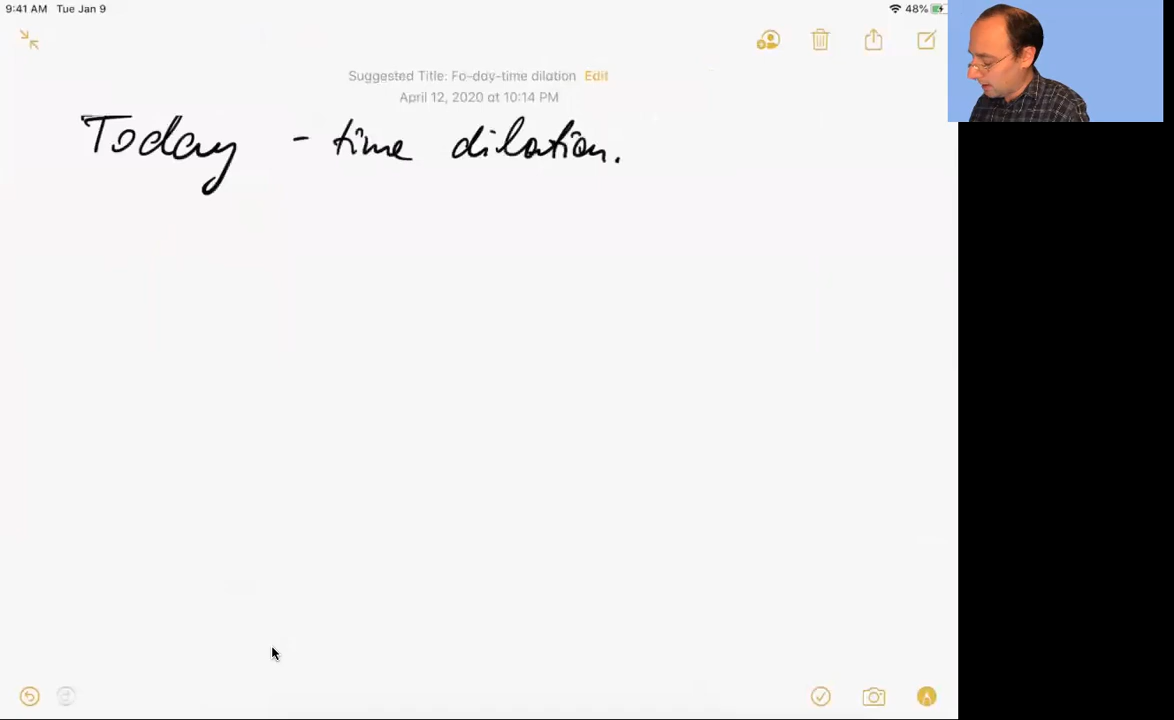 9:41 AM Tue Jan 9 48%
Suggested Title: Fo-day-time dilation Edit
April 12, 2020 at 10:14 PM
Today - time dilation.